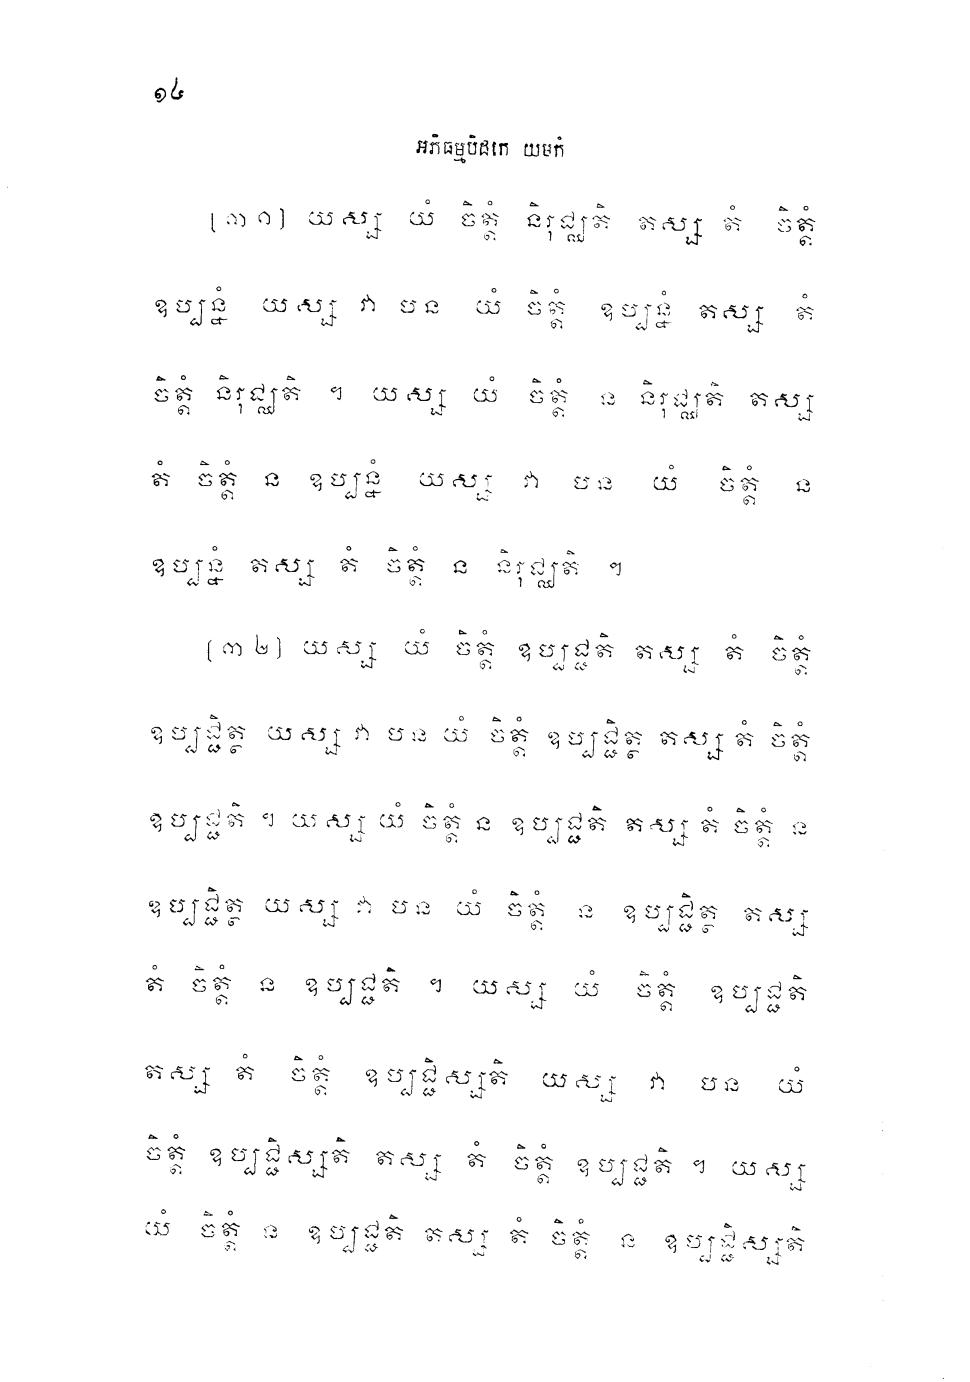 ១៤
អភិធម្មបិដកេ យមកំ
[៣១] យស្ស យំ ចិត្តំ និរុជ្ឈតិ តស្ស តំ ចិត្តំ
ឧប្បន្នំ យស្ស វា បន យំ ចិត្តំ ឧប្បន្នំ តស្ស តំ
ចិត្តំ និរុជ្ឈតិ ។ យស្ស យំ ចិត្តំ ន និរុជ្ឈតិ តស្ស
តំ ចិត្តំ ន ឧប្បន្នំ យស្ស វា បន យំ ចិត្តំ ន
ឧប្បន្នំ តស្ស តំ ចិត្តំ ន និរុជ្ឈតិ ។
[៣២] យស្ស យំ ចិត្តំ ឧប្បជ្ជតិ តស្ស តំ ចិត្តំ
ឧប្បជ្ជិត្ថ យស្ស វា បន យំ ចិត្តំ ឧប្បជ្ជិត្ថ តស្ស តំ ចិត្តំ
ឧប្បជ្ជតិ ។ យស្ស យំ ចិត្តំ ន ឧប្បជ្ជតិ តស្ស តំ ចិត្តំ ន
ឧប្បជ្ជិត្ថ យស្ស វា បន យំ ចិត្តំ ន ឧប្បជ្ជិត្ថ តស្ស
តំ ចិត្តំ ន ឧប្បជ្ជតិ ។ យស្ស យំ ចិត្តំ ឧប្បជ្ជតិ
តស្ស តំ ចិត្តំ ឧប្បជ្ជិស្សតិ យស្ស វា បន យំ
ចិត្តំ ឧប្បជ្ជិស្សតិ តស្ស តំ ចិត្តំ ឧប្បជ្ជតិ ។ យស្ស
យំ ចិត្តំ ន ឧប្បជ្ជតិ តស្ស តំ ចិត្តំ ន ឧប្បជ្ជិស្សតិ